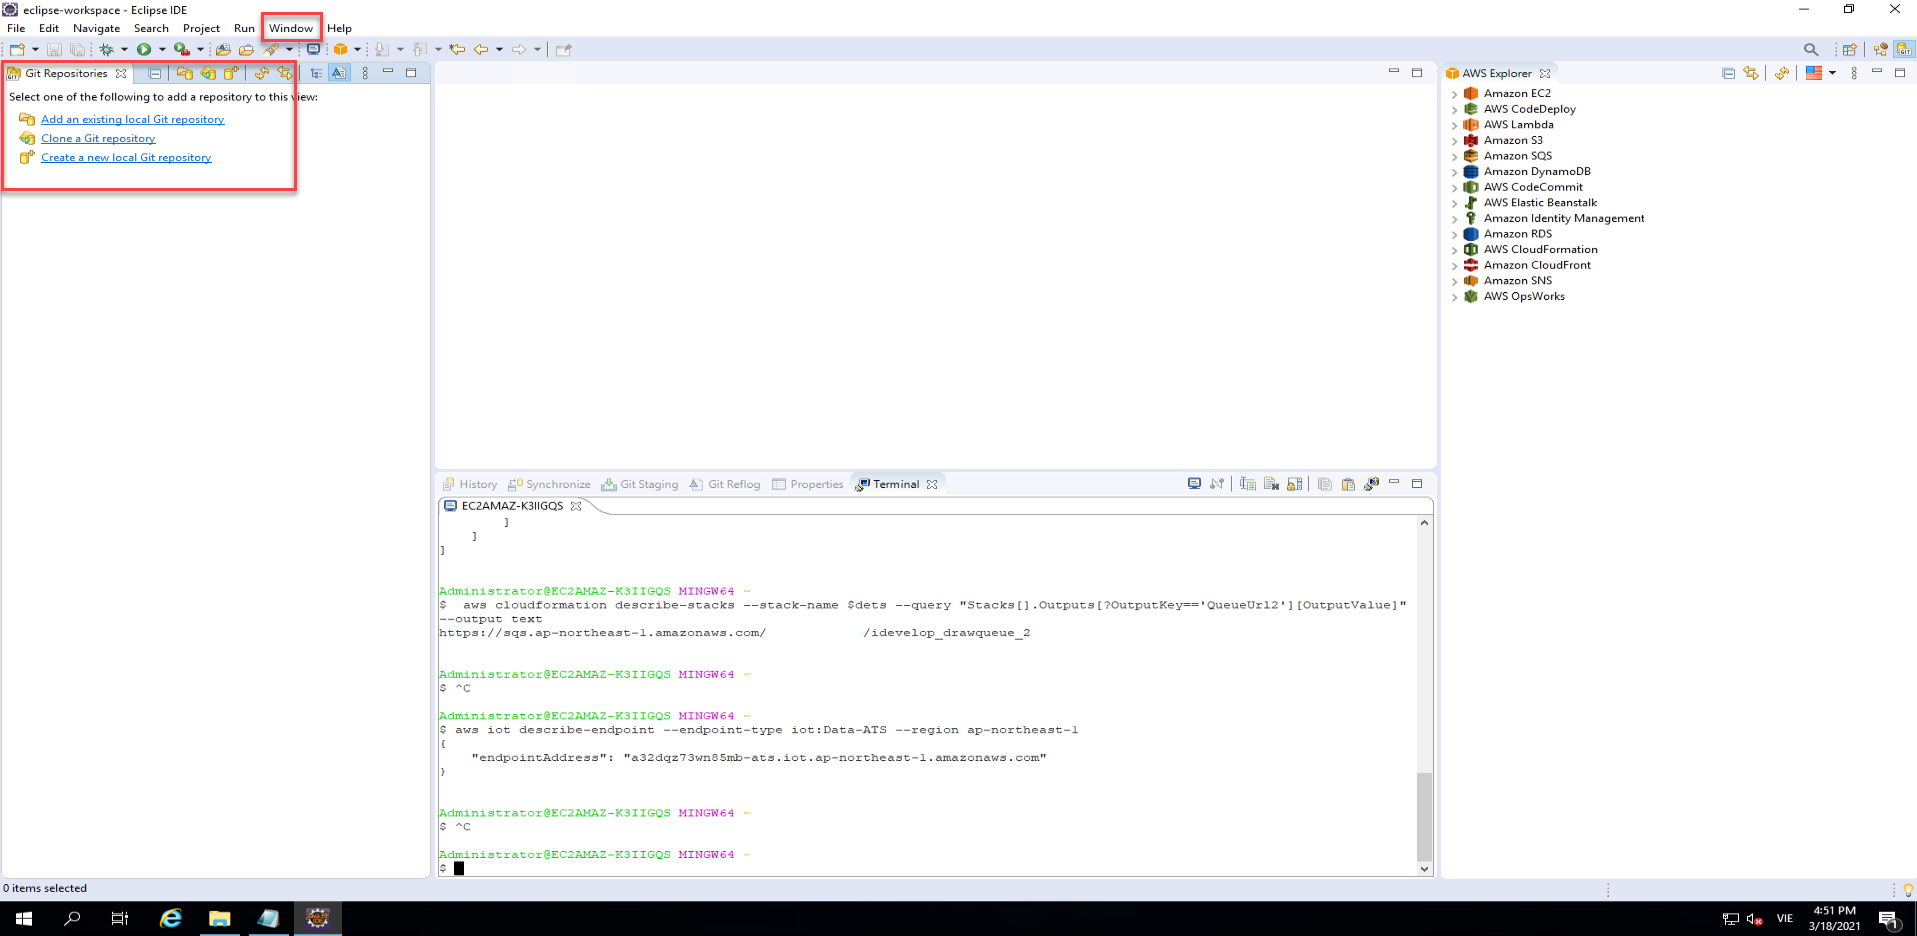 eclipse-workspace - Eclipse IDE
File Edit Navigate Search Project Run Window Help
Git Repositories
Select one of the following to add a repository to this view:
Add an existing local Git repository
Clone a Git repository
Create a new local Git repository
AWS Explorer
Amazon EC2
AWS CodeDeploy
AWS Lambda
Amazon S3
Amazon SQS
Amazon DynamoDB
AWS CodeCommit
AWS Elastic Beanstalk
Amazon Identity Management
Amazon RDS
AWS CloudFormation
Amazon CloudFront
Amazon SNS
AWS OpsWorks
History Synchronize Git Staging Git Reflog Properties Terminal
EC2AMAZ-K3IIGQS
]
]
]
Administrator@EC2AMAZ-K3IIGQS MINGW64 ~
$ aws cloudformation describe-stacks --stack-name $dets --query "Stacks[].Outputs[?OutputKey=='QueueUrl2'][OutputValue]"
--output text
https://sqs.ap-northeast-1.amazonaws.com/ /idevelop_drawqueue_2
Administrator@EC2AMAZ-K3IIGQS MINGW64 ~
$ ^C
Administrator@EC2AMAZ-K3IIGQS MINGW64 ~
$ aws iot describe-endpoint --endpoint-type iot:Data-ATS --region ap-northeast-1
{
"endpointAddress": "a32dqz73wn85mb-ats.iot.ap-northeast-1.amazonaws.com"
}
Administrator@EC2AMAZ-K3IIGQS MINGW64 ~
$ ^C
Administrator@EC2AMAZ-K3IIGQS MINGW64 ~
$
0 items selected
VIE
4:51 PM
3/18/2021
1